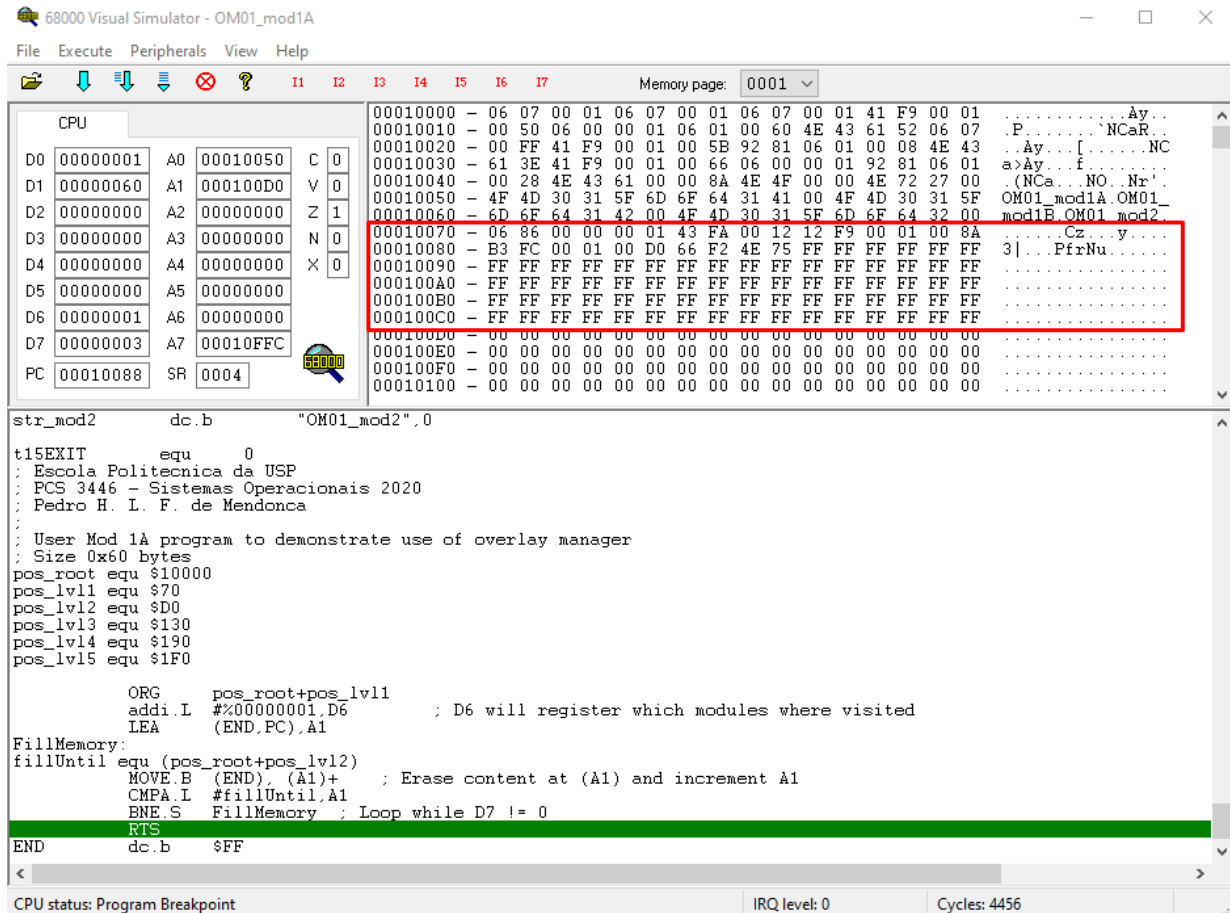 68000 Visual Simulator - OM01_mod1A
File Execute Peripherals View Help
I1 I2 I3 I4 I5 I6 I7 Memory page: 0001
CPU
D0 00000001 A0 00010050 C 0
D1 00000060 A1 000100D0 V 0
D2 00000000 A2 00000000 Z 1
D3 00000000 A3 00000000 N 0
D4 00000000 A4 00000000 X 0
D5 00000000 A5 00000000
D6 00000001 A6 00000000
D7 00000003 A7 00010FFC
PC 00010088 SR 0004
68000
00010000 - 06 07 00 01 06 07 00 01 06 07 00 01 41 F9 00 01 ............Ay..
00010010 - 00 50 06 00 00 01 06 01 00 60 4E 43 61 52 06 07 .P.......`NCaR..
00010020 - 00 FF 41 F9 00 01 00 5B 92 81 06 01 00 08 4E 43 ..Ay...[......NC
00010030 - 61 3E 41 F9 00 01 00 66 06 00 00 01 92 81 06 01 a>Ay...f........
00010040 - 00 28 4E 43 61 00 00 8A 4E 4F 00 00 4E 72 27 00 .(NCa...NO..Nr'.
00010050 - 4F 4D 30 31 5F 6D 6F 64 31 41 00 4F 4D 30 31 5F OM01_mod1A.OM01_
00010060 - 6D 6F 64 31 42 00 4F 4D 30 31 5F 6D 6F 64 32 00 mod1B.OM01_mod2.
00010070 - 06 86 00 00 00 01 43 FA 00 12 12 F9 00 01 00 8A ......Cz...y....
00010080 - B3 FC 00 01 00 D0 66 F2 4E 75 FF FF FF FF FF FF 3|...PfrNu......
00010090 - FF FF FF FF FF FF FF FF FF FF FF FF FF FF FF FF ................
000100A0 - FF FF FF FF FF FF FF FF FF FF FF FF FF FF FF FF ................
000100B0 - FF FF FF FF FF FF FF FF FF FF FF FF FF FF FF FF ................
000100C0 - FF FF FF FF FF FF FF FF FF FF FF FF FF FF FF FF ................
000100D0 - 00 00 00 00 00 00 00 00 00 00 00 00 00 00 00 00 ................
000100E0 - 00 00 00 00 00 00 00 00 00 00 00 00 00 00 00 00 ................
000100F0 - 00 00 00 00 00 00 00 00 00 00 00 00 00 00 00 00 ................
00010100 - 00 00 00 00 00 00 00 00 00 00 00 00 00 00 00 00 ................
str_mod2 dc.b "OM01_mod2",0
t15EXIT equ 0
; Escola Politecnica da USP
; PCS 3446 - Sistemas Operacionais 2020
; Pedro H. L. F. de Mendonca
;
; User Mod 1A program to demonstrate use of overlay manager
; Size 0x60 bytes
pos_root equ $10000
pos_lvl1 equ $70
pos_lvl2 equ $D0
pos_lvl3 equ $130
pos_lvl4 equ $190
pos_lvl5 equ $1F0
ORG pos_root+pos_lvl1
addi.L #%00000001,D6 ; D6 will register which modules where visited
LEA (END,PC),A1
FillMemory:
fillUntil equ (pos_root+pos_lvl2)
MOVE.B (END), (A1)+ ; Erase content at (A1) and increment A1
CMPA.L #fillUntil,A1
BNE.S FillMemory ; Loop while D7 != 0
RTS
END dc.b $FF
CPU status: Program Breakpoint IRQ level: 0 Cycles: 4456